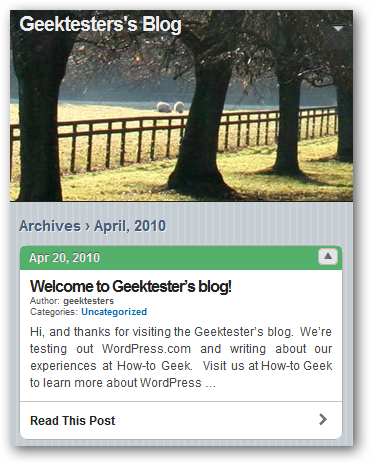 Geektesters's Blog
Archives › April, 2010
Apr 20, 2010
Welcome to Geektester’s blog!
Author: geektesters
Categories: Uncategorized
Hi, and thanks for visiting the Geektester’s blog.  We’re
testing out WordPress.com and writing about our
experiences at How-to Geek.  Visit us at How-to Geek
to learn more about WordPress …
Read This Post